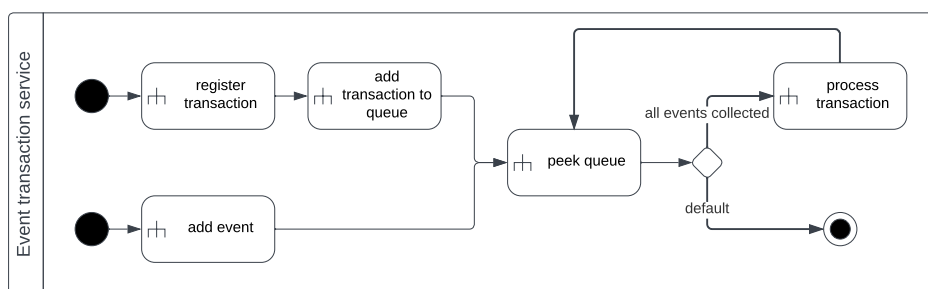 Event transaction service
register
transaction
add
transaction to
queue
add event
peek queue
all events collected
default
process
transaction